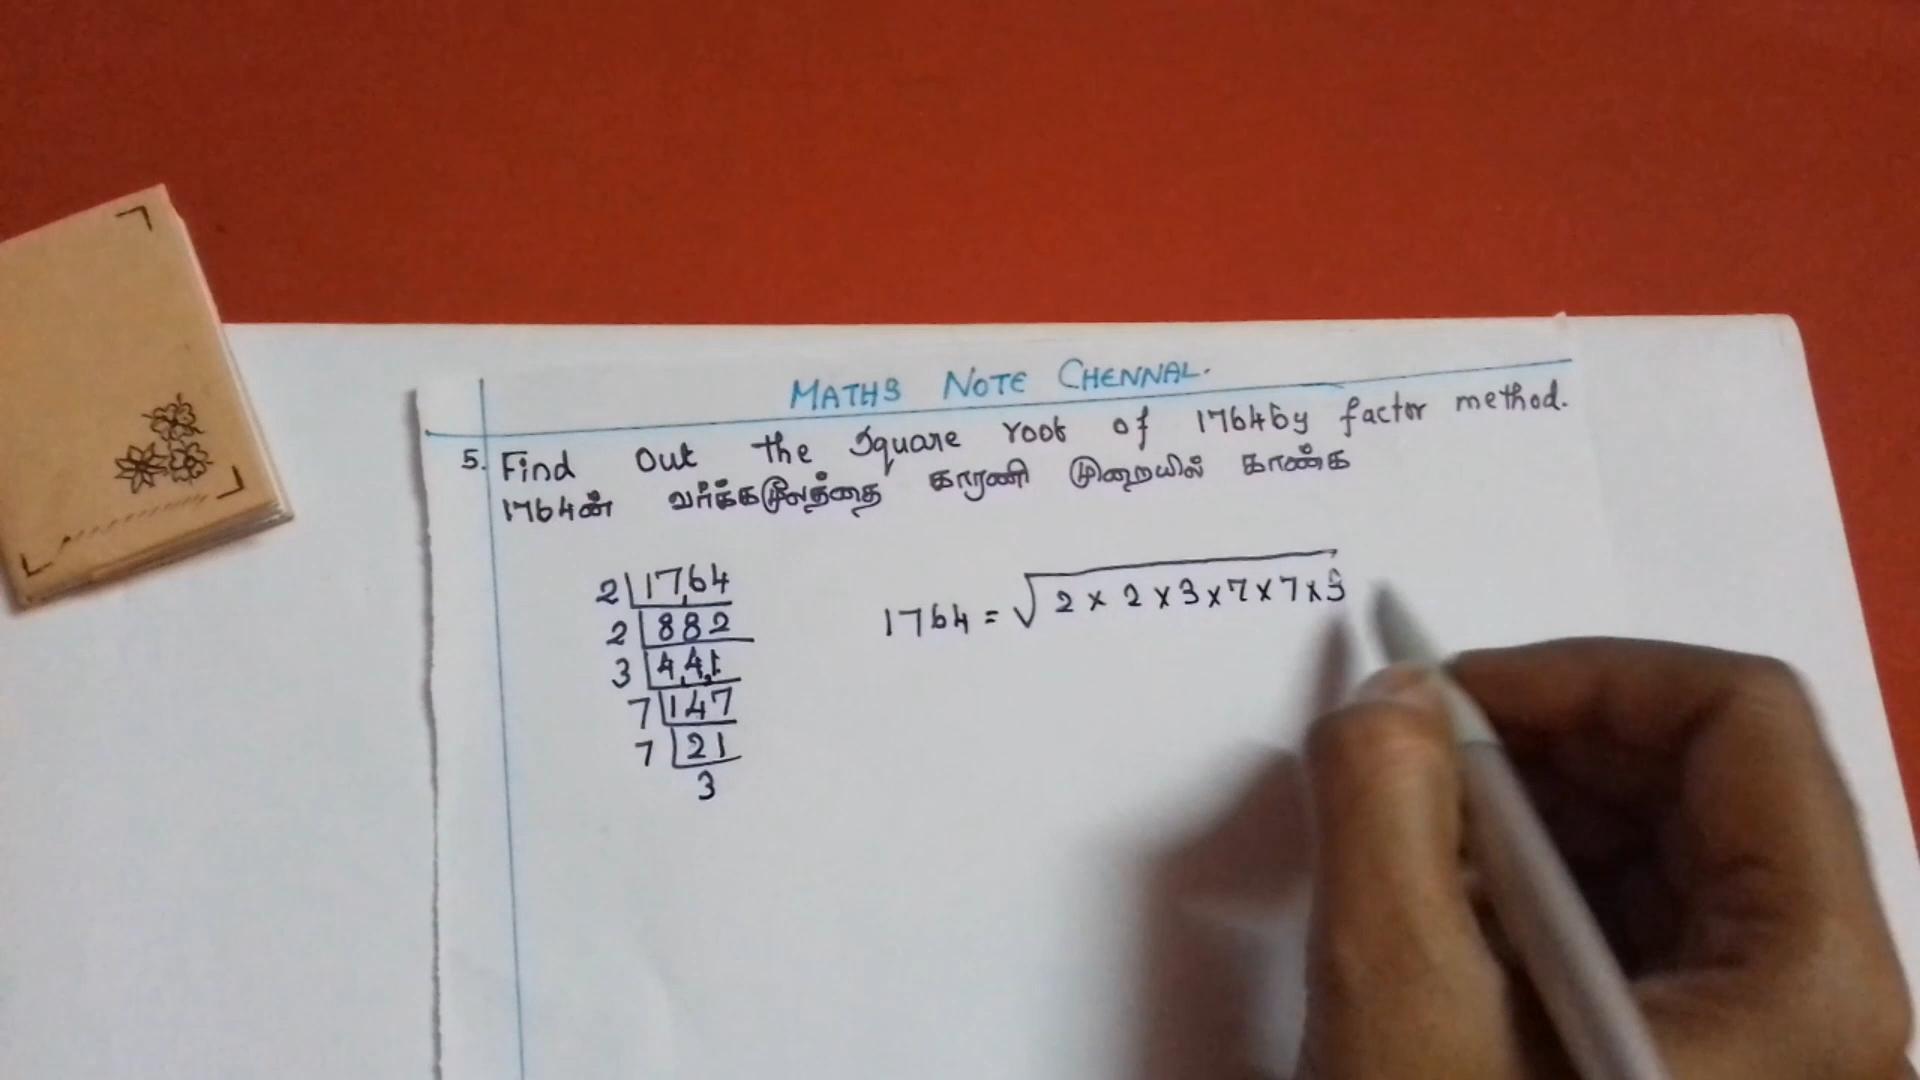 MATHS NOTE CHENNAI.
5. Find out the square root of 1764 by factor method.
1764ன் வர்க்கமூலத்தை காரணி முறையில் காண்க
2 1764
2 882
3 441
7 147
7 21
3
1764 = √2 × 2 × 3 × 7 × 7 × 3